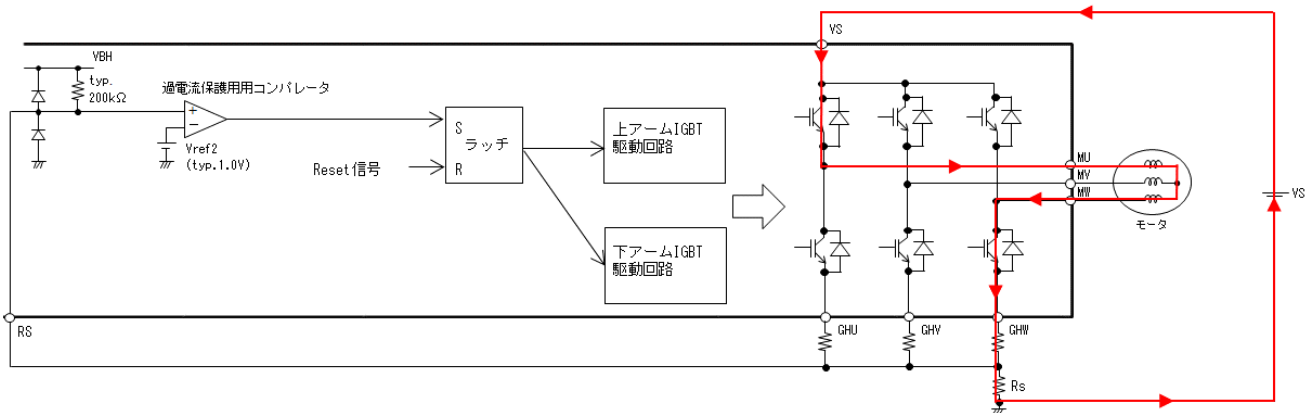 VS
VBH
typ.
200kΩ
過電流保護用用コンパレータ
+
−
Vref2
(typ.1.0V)
S
ラッチ
R
Reset信号
上アームIGBT
駆動回路
下アームIGBT
駆動回路
MU
MV
MW
モータ
VS
RS
GHU
GHV
GHW
Rs